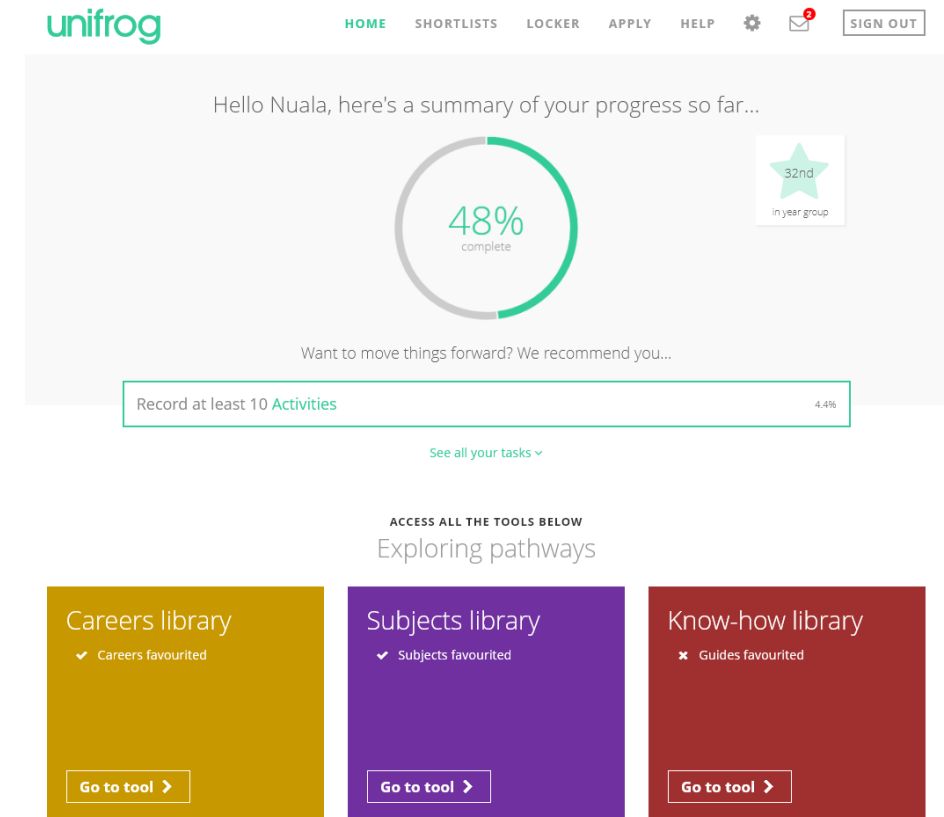 unifrog
HOME SHORTLISTS LOCKER APPLY HELP 2 SIGN OUT
Hello Nuala, here's a summary of your progress so far...
32nd
in year group
48%
complete
Want to move things forward? We recommend you...
Record at least 10 Activities 4.4%
See all your tasks
ACCESS ALL THE TOOLS BELOW
Exploring pathways
Careers library
Careers favourited
Go to tool
Subjects library
Subjects favourited
Go to tool
Know-how library
Guides favourited
Go to tool